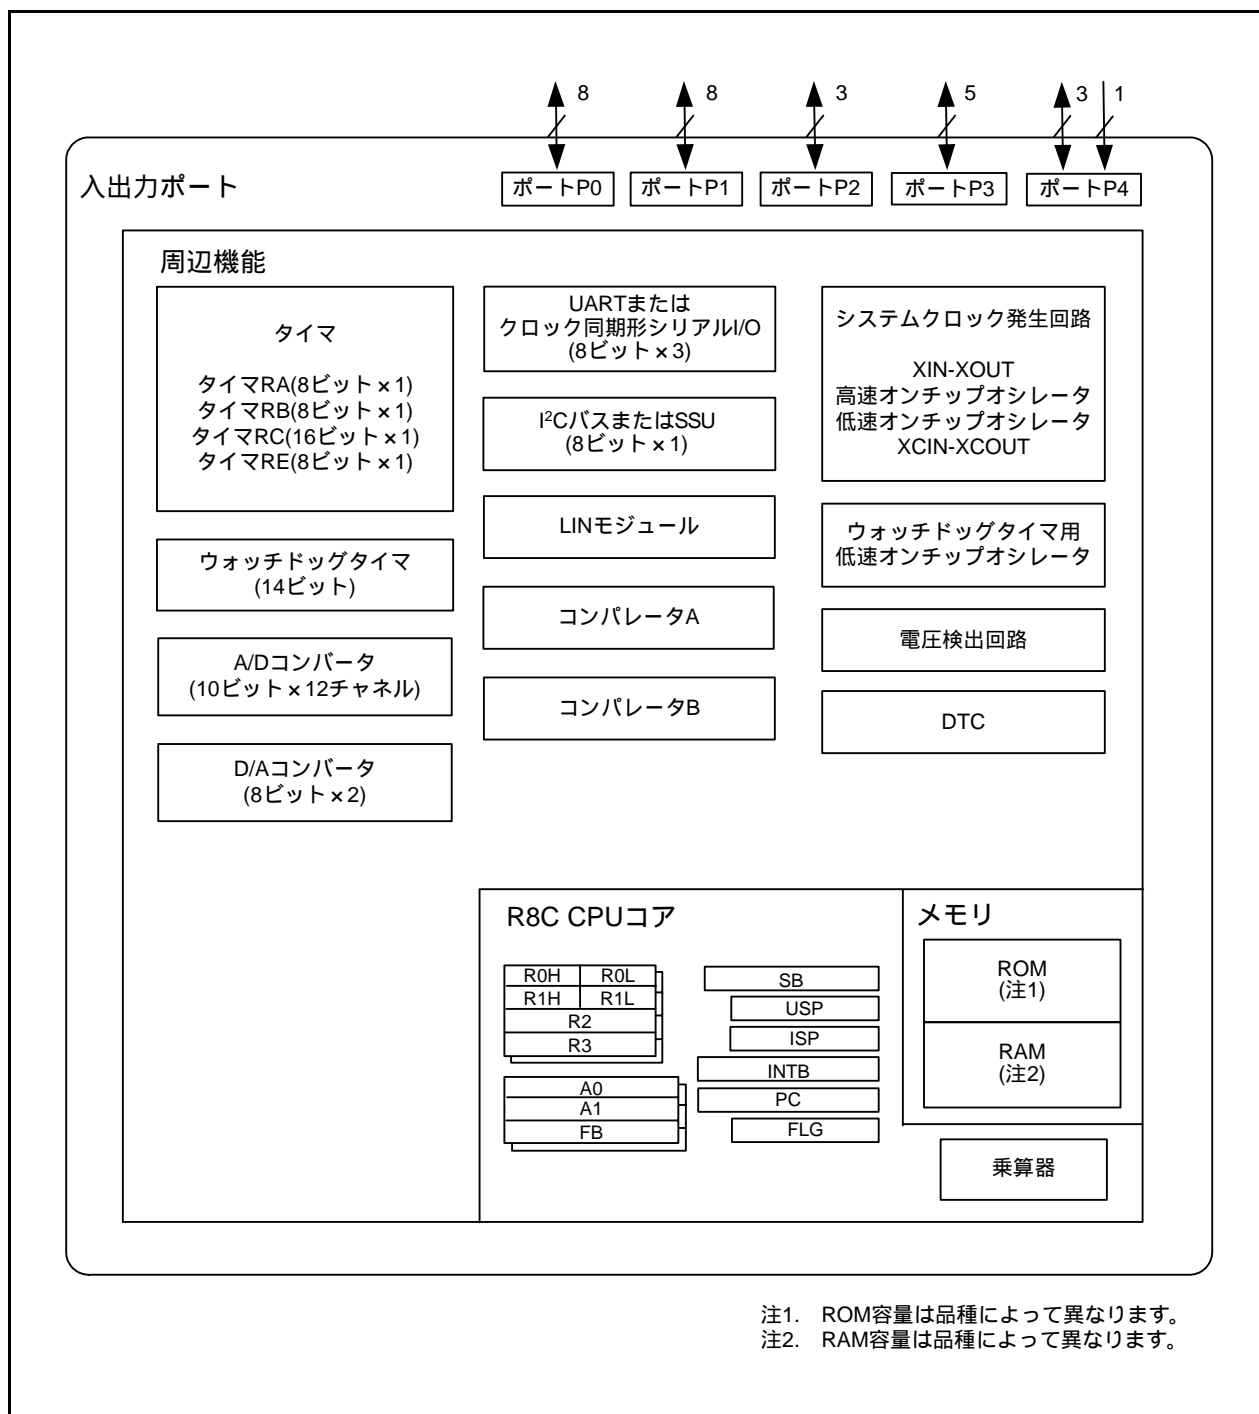 8
8
3
5
3
1
入出力ポート
ポートP0
ポートP1
ポートP2
ポートP3
ポートP4
周辺機能
タイマ
タイマRA(8ビット×1)
タイマRB(8ビット×1)
タイマRC(16ビット×1)
タイマRE(8ビット×1)
ウォッチドッグタイマ
(14ビット)
A/Dコンバータ
(10ビット×12チャネル)
D/Aコンバータ
(8ビット×2)
UARTまたは
クロック同期形シリアルI/O
(8ビット×3)
I²CバスまたはSSU
(8ビット×1)
LINモジュール
コンパレータA
コンパレータB
システムクロック発生回路
XIN-XOUT
高速オンチップオシレータ
低速オンチップオシレータ
XCIN-XCOUT
ウォッチドッグタイマ用
低速オンチップオシレータ
電圧検出回路
DTC
R8C CPUコア
R0H
R0L
R1H
R1L
R2
R3
A0
A1
FB
SB
USP
ISP
INTB
PC
FLG
メモリ
ROM
(注1)
RAM
(注2)
乗算器
注1. ROM容量は品種によって異なります。
注2. RAM容量は品種によって異なります。